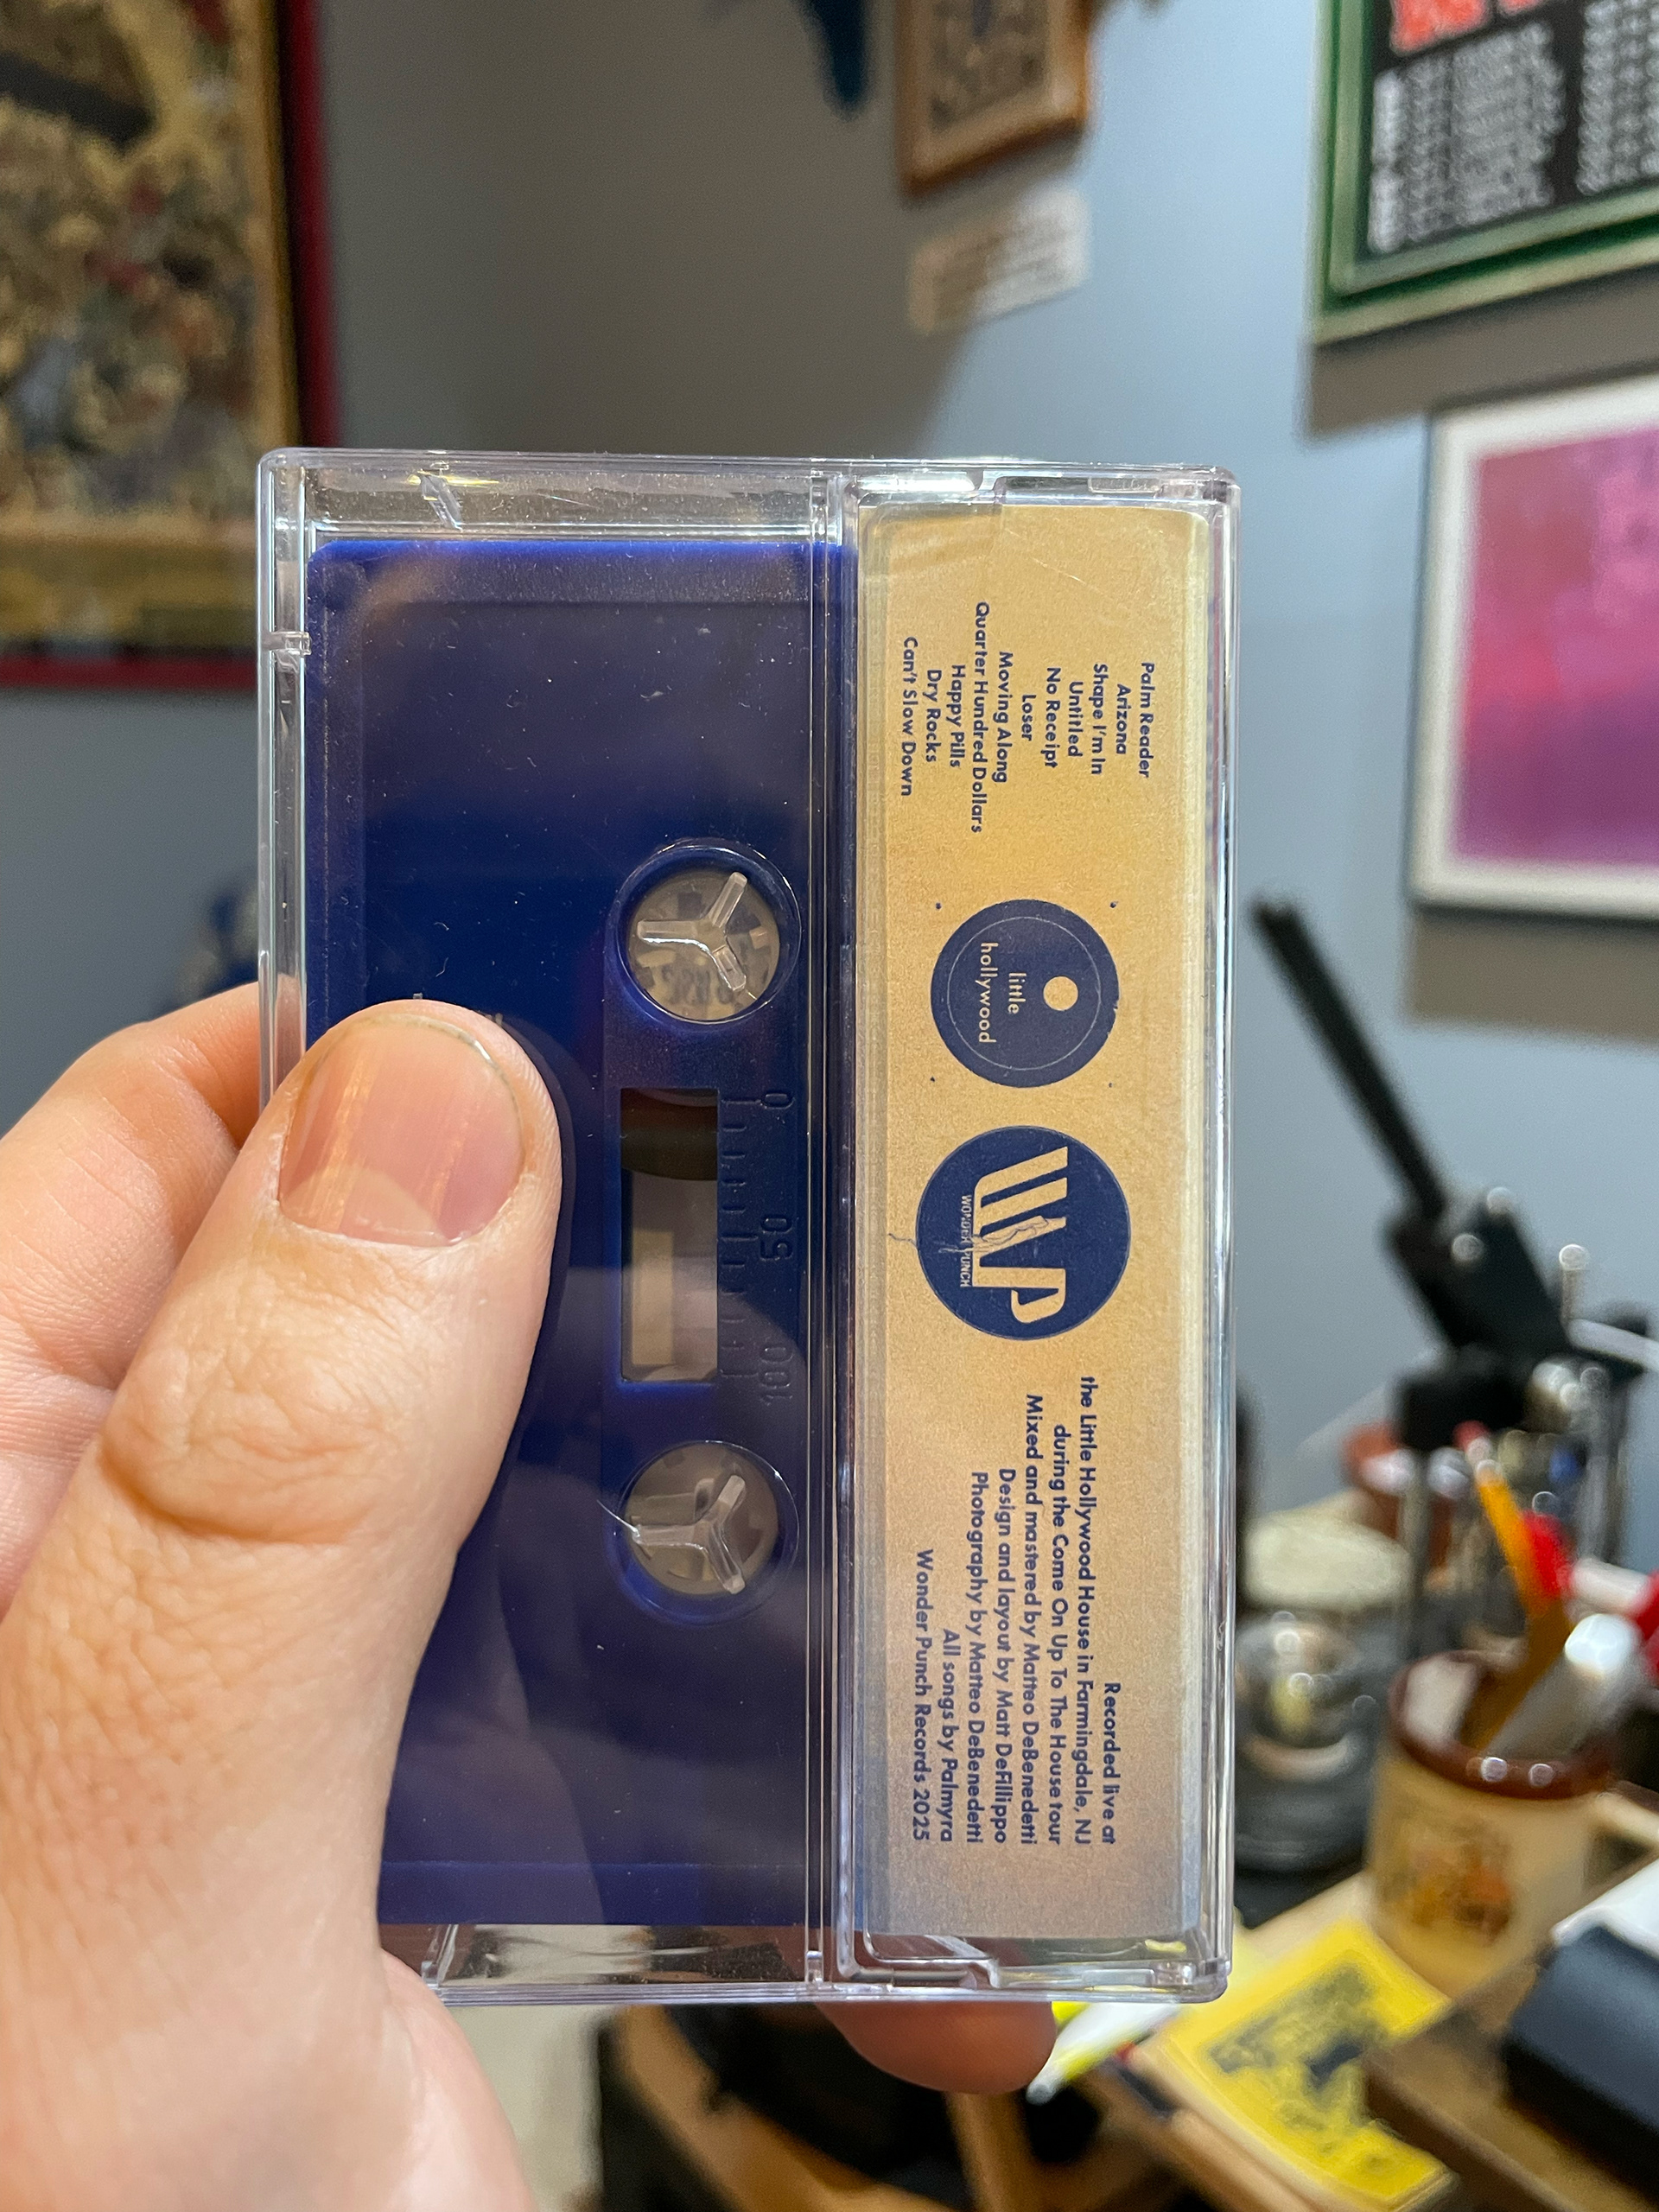 Palm Reader
Arizona
Shape I'm In
Untitled
No Receipt
Loser
Moving Along
Quarter Hundred Dollars
Happy Pills
Dry Rocks
Can't Slow Down
little
hollywood
WP
WONDER PUNCH
Recorded live at
the Little Hollywood House in Farmingdale, NJ
during the Come On Up To The House tour
Mixed and mastered by Matteo DeBenedetti
Design and layout by Matt DeFillippo
Photography by Matteo DeBenedetti
All songs by Palmyra
Wonder Punch Records 2025
0
50
100